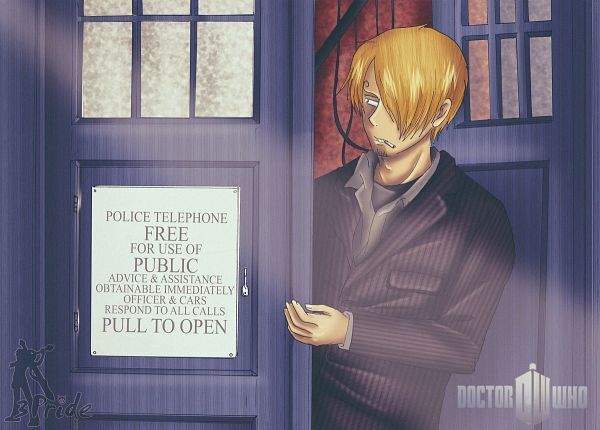 POLICE TELEPHONE
FREE
FOR USE OF
PUBLIC
ADVICE & ASSISTANCE
OBTAINABLE IMMEDIATELY
OFFICER & CARS
RESPOND TO ALL CALLS
PULL TO OPEN
BPride
DOCTOR WHO